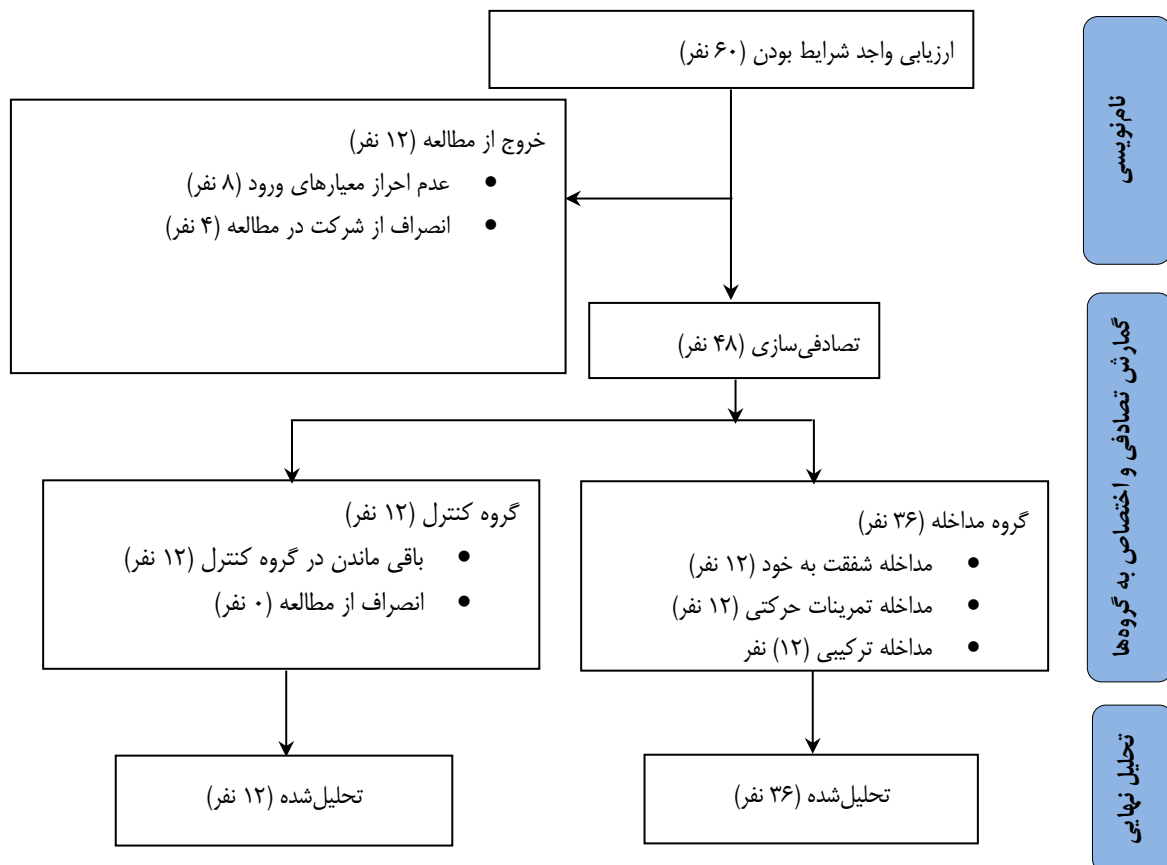 ارزیابی واجد شرایط بودن (۶۰ نفر)
نام‌نویسی
خروج از مطالعه (۱۲ نفر)
• عدم احراز معیارهای ورود (۸ نفر)
• انصراف از شرکت در مطالعه (۴ نفر)
گمارش تصادفی و اختصاص به گروه‌ها
تصادفی‌سازی (۴۸ نفر)
گروه مداخله (۳۶ نفر)
• مداخله شفقت به خود (۱۲ نفر)
• مداخله تمرینات حرکتی (۱۲ نفر)
• مداخله ترکیبی (۱۲) نفر
گروه کنترل (۱۲ نفر)
• باقی ماندن در گروه کنترل (۱۲ نفر)
• انصراف از مطالعه (۰ نفر)
تحلیل نهایی
تحلیل‌شده (۳۶ نفر)
تحلیل‌شده (۱۲ نفر)